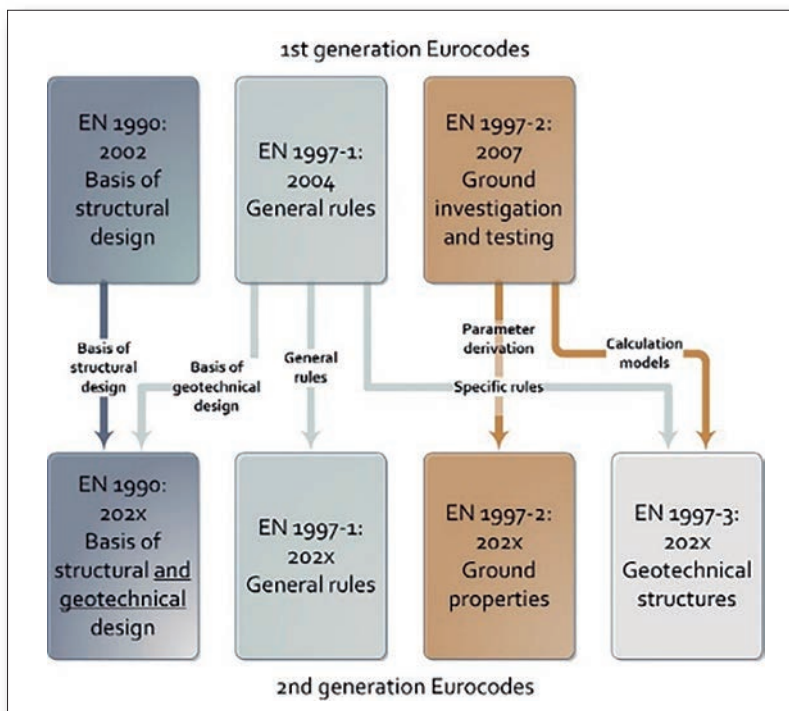 1st generation Eurocodes
EN 1990:
2002
Basis of
structural
design
EN 1997-1:
2004
General rules
EN 1997-2:
2007
Ground
investigation
and testing
Basis of
structural
design
Basis of
geotechnical
design
General
rules
Parameter
derivation
Specific rules
Calculation
models
EN 1990:
202x
Basis of
structural and
geotechnical
design
EN 1997-1:
202x
General rules
EN 1997-2:
202x
Ground
properties
EN 1997-3:
202x
Geotechnical
structures
2nd generation Eurocodes